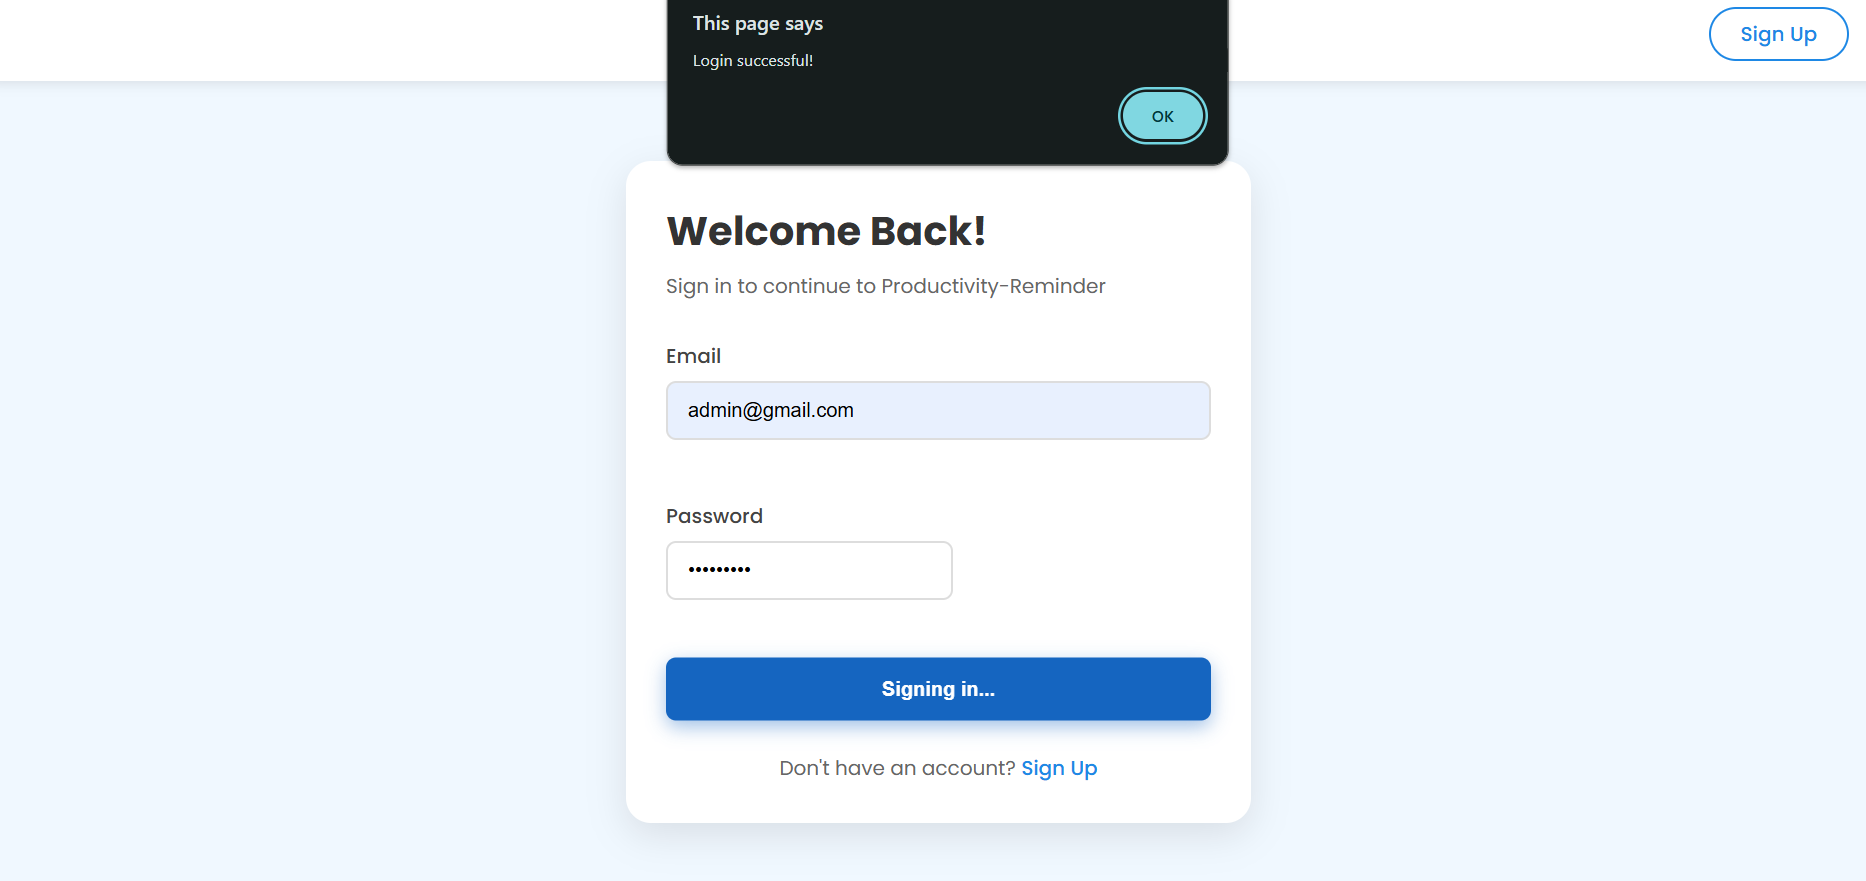 This page says
Login successful!
OK
Sign Up
Welcome Back!
Sign in to continue to Productivity-Reminder
Email
admin@gmail.com
Password
•••••••••
Signing in...
Don't have an account? Sign Up